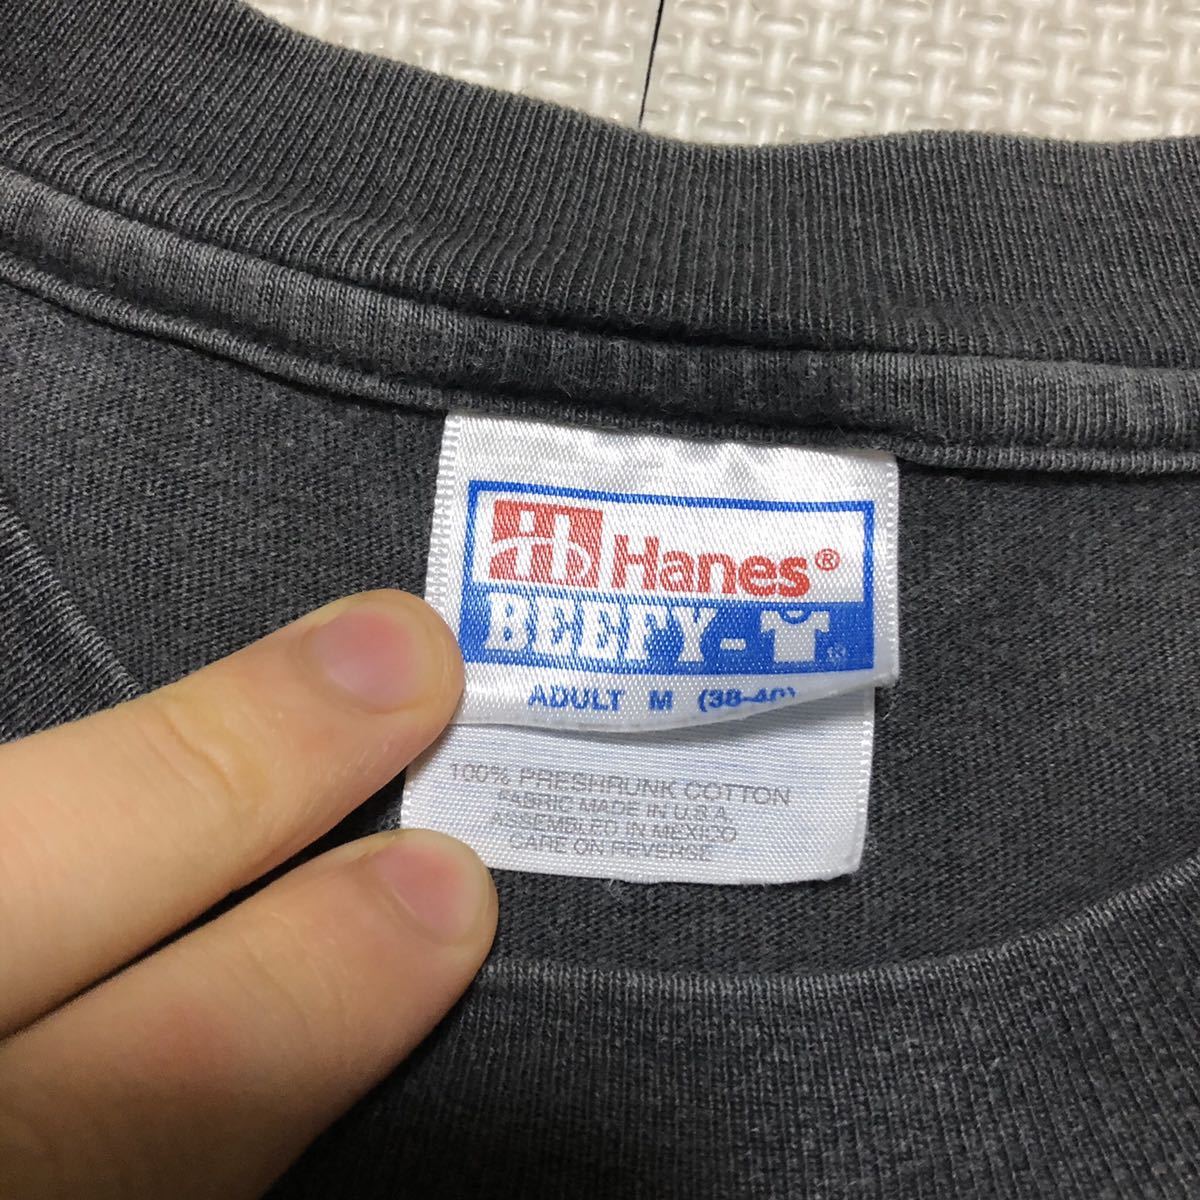 Hanes®
BEEFY-T®
ADULT M (38-40)
100% PRESHRUNK COTTON
FABRIC MADE IN U.S.A.
ASSEMBLED IN MEXICO
CARE ON REVERSE